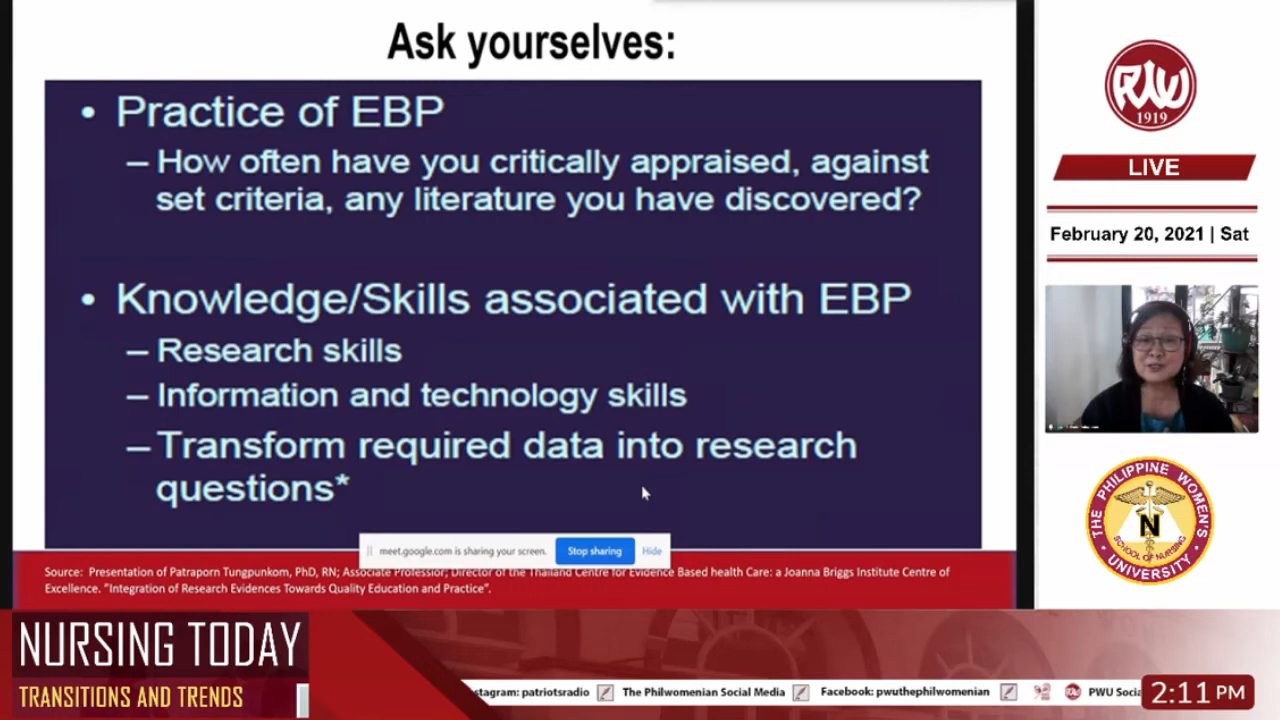 Ask yourselves:
• Practice of EBP
– How often have you critically appraised, against
set criteria, any literature you have discovered?
• Knowledge/Skills associated with EBP
– Research skills
– Information and technology skills
– Transform required data into research
questions*
meet.google.com is sharing your screen.
Stop sharing
Hide
Source: Presentation of Patraporn Tungpunkom, PhD, RN; Associate Professor; Director of the Thailand Centre for Evidence Based health Care: a Joanna Briggs Institute Centre of
Excellence. "Integration of Research Evidences Towards Quality Education and Practice".
PWU
1919
LIVE
February 20, 2021 | Sat
THE PHILIPPINE WOMEN'S
UNIVERSITY
SCHOOL OF NURSING
N
NURSING TODAY
TRANSITIONS AND TRENDS
stagram: patriotsradio
The Philwomenian Social Media
Facebook: pwuthephilwomenian
PWU Socia
2:11 PM